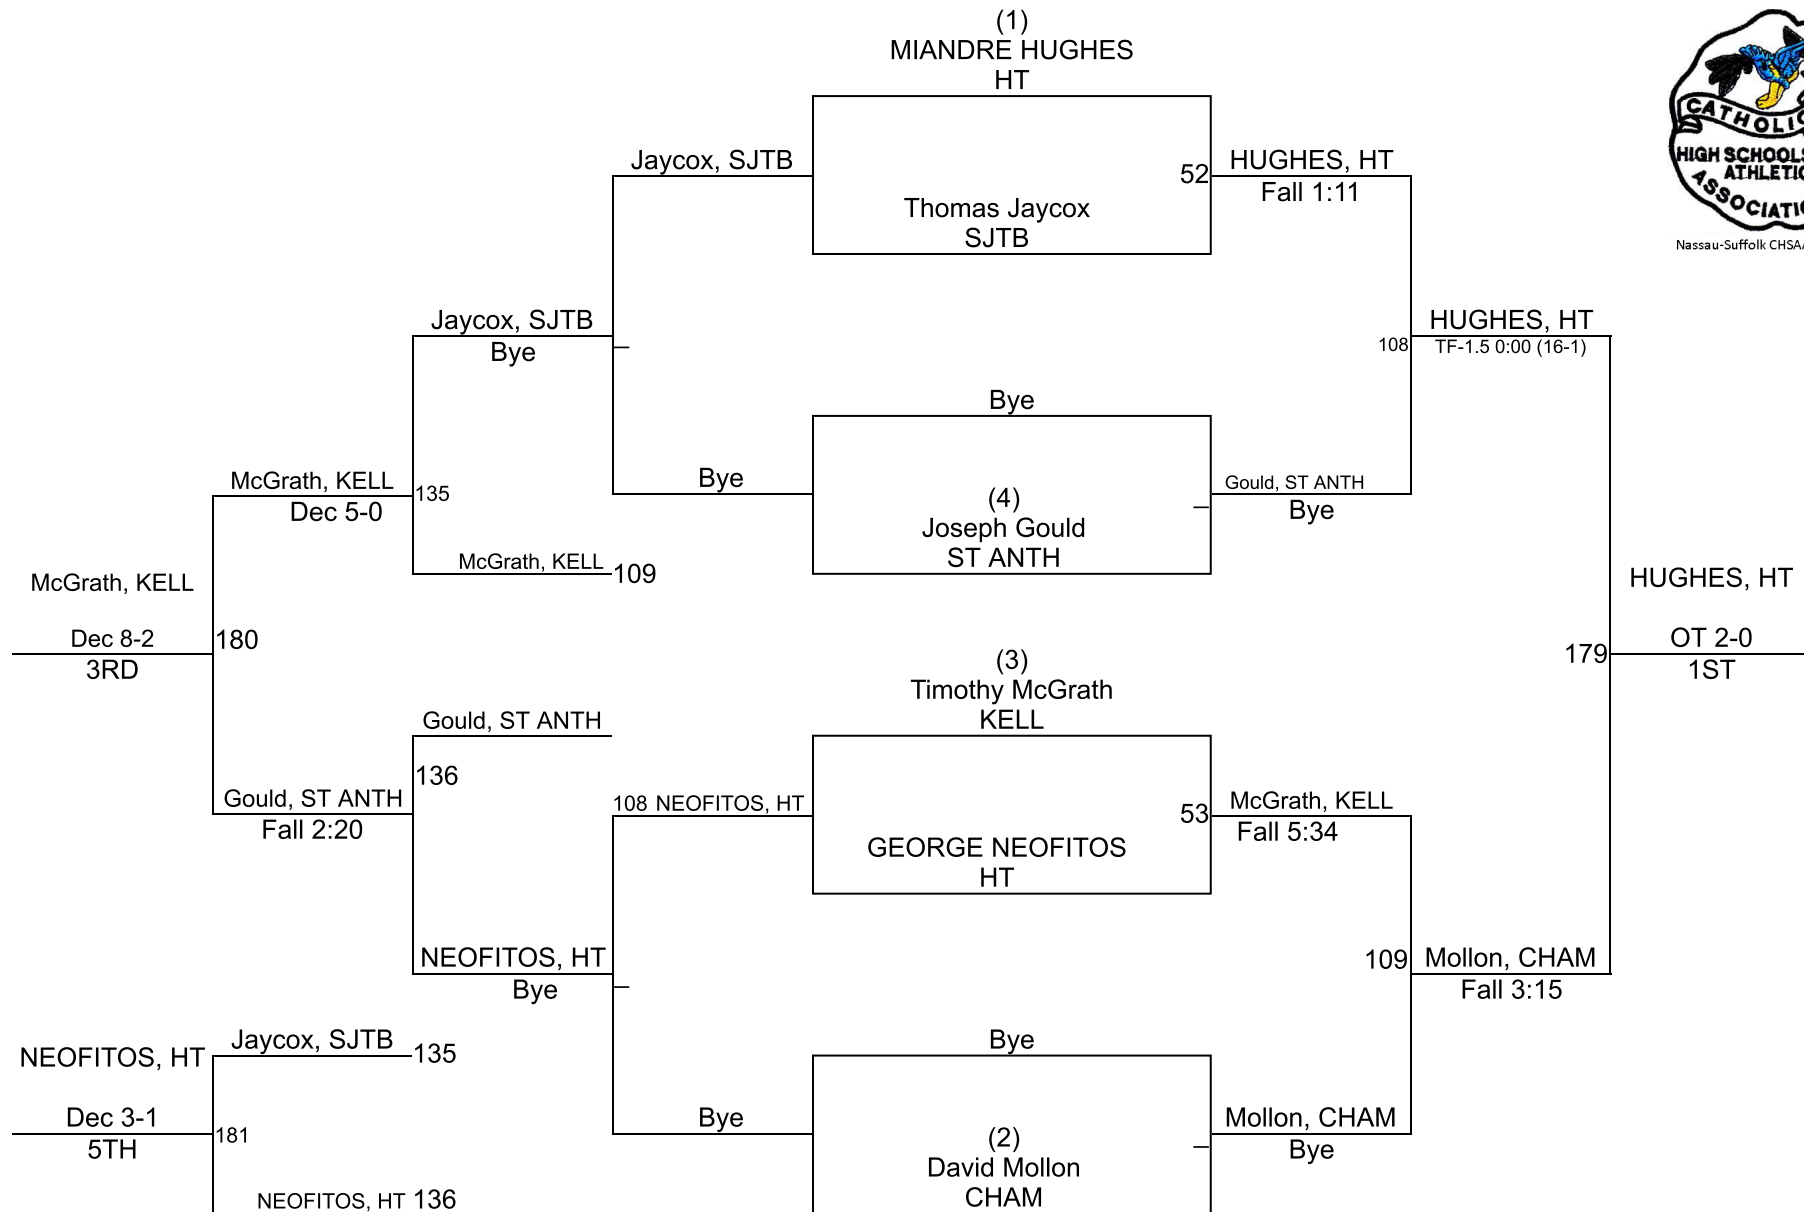 (1)
MIANDRE HUGHES
HT
Jaycox, SJTB
52
HUGHES, HT
Fall 1:11
Thomas Jaycox
SJTB
CATHOLIC
HIGH SCHOOLS
ATHLETIC
ASSOCIATI
Nassau-Suffolk CHSAA
Jaycox, SJTB
Bye
108
HUGHES, HT
TF-1.5 0:00 (16-1)
Bye
Bye
(4)
Joseph Gould
ST ANTH
Gould, ST ANTH
Bye
McGrath, KELL
135
Dec 5-0
McGrath, KELL 109
McGrath, KELL
Dec 8-2
3RD
180
HUGHES, HT
179
OT 2-0
1ST
(3)
Timothy McGrath
KELL
Gould, ST ANTH
136
Gould, ST ANTH
Fall 2:20
108 NEOFITOS, HT
53
McGrath, KELL
Fall 5:34
GEORGE NEOFITOS
HT
NEOFITOS, HT
Bye
109
Mollon, CHAM
Fall 3:15
Jaycox, SJTB 135
NEOFITOS, HT
Dec 3-1
5TH
181
NEOFITOS, HT 136
Bye
Bye
(2)
David Mollon
CHAM
Mollon, CHAM
Bye